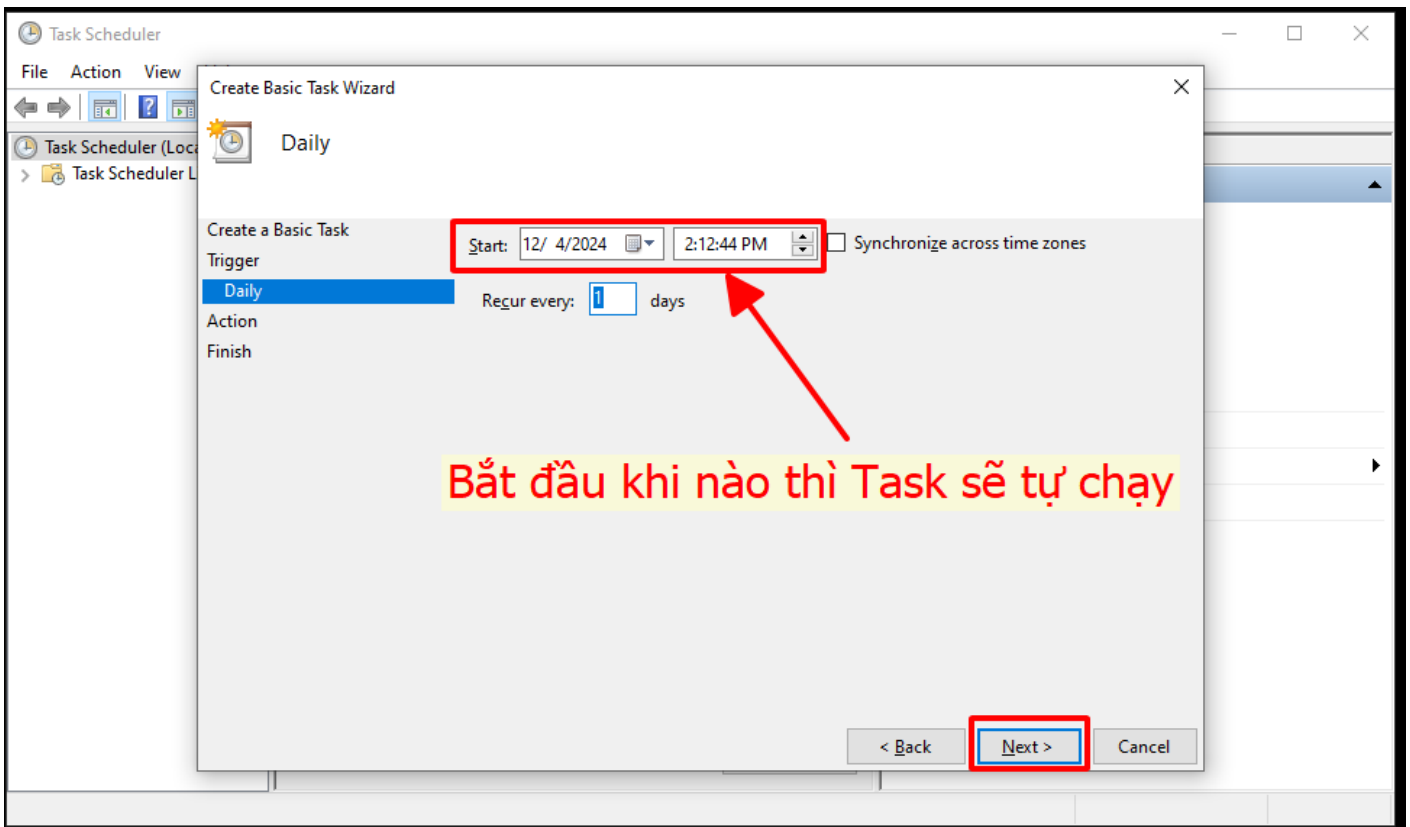 Task Scheduler
File Action View
Create Basic Task Wizard
Daily
Task Scheduler (Loca
Task Scheduler L
Create a Basic Task
Trigger
Daily
Action
Finish
Start: 12/ 4/2024 2:12:44 PM Synchronize across time zones
Recur every: 1 days
Bắt đầu khi nào thì Task sẽ tự chạy
< Back Next > Cancel